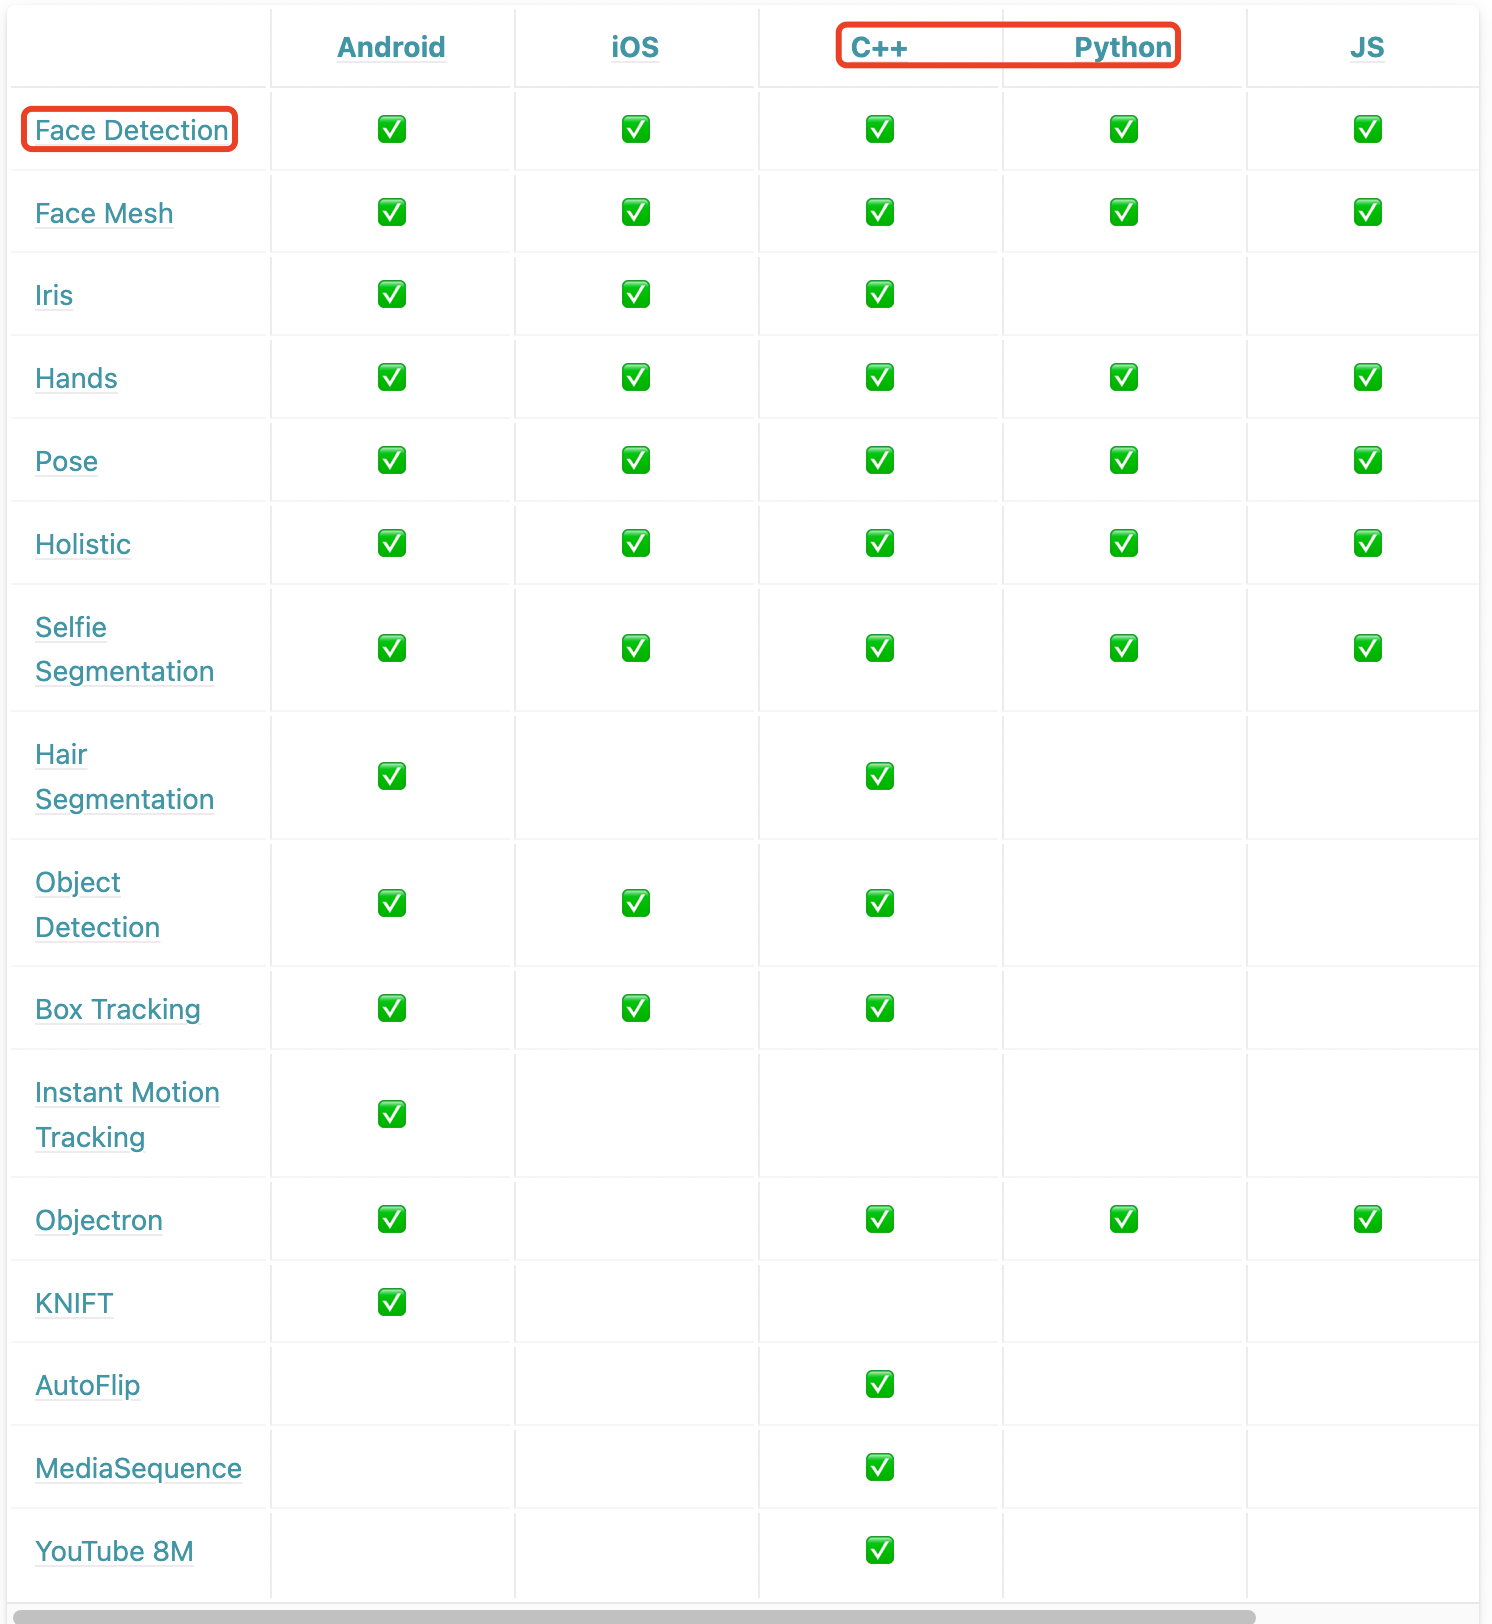 Android iOS C++ Python JS
Face Detection ✅ ✅ ✅ ✅ ✅
Face Mesh ✅ ✅ ✅ ✅ ✅
Iris ✅ ✅ ✅
Hands ✅ ✅ ✅ ✅ ✅
Pose ✅ ✅ ✅ ✅ ✅
Holistic ✅ ✅ ✅ ✅ ✅
Selfie
Segmentation ✅ ✅ ✅ ✅ ✅
Hair
Segmentation ✅ ✅
Object
Detection ✅ ✅ ✅
Box Tracking ✅ ✅ ✅
Instant Motion
Tracking ✅
Objectron ✅ ✅ ✅ ✅
KNIFT ✅
AutoFlip ✅
MediaSequence ✅
YouTube 8M ✅